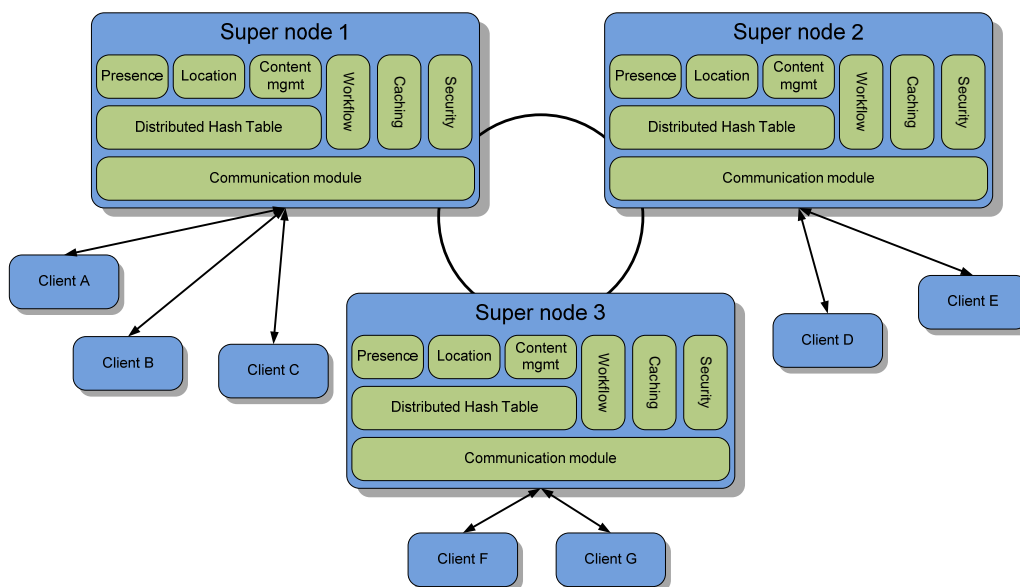 Super node 1
Presence
Location
Content
mgmt
Workflow
Caching
Security
Distributed Hash Table
Communication module
Super node 2
Presence
Location
Content
mgmt
Workflow
Caching
Security
Distributed Hash Table
Communication module
Client A
Client B
Client C
Client D
Client E
Super node 3
Presence
Location
Content
mgmt
Workflow
Caching
Security
Distributed Hash Table
Communication module
Client F
Client G